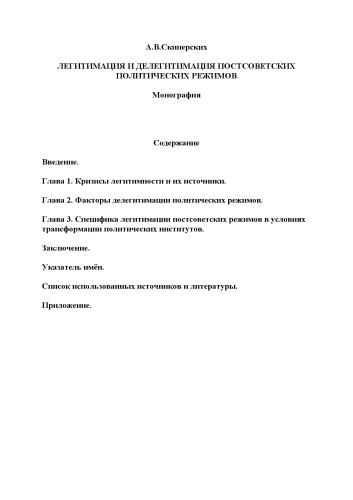 А.В.Скиперских
ЛЕГИТИМАЦИЯ И ДЕЛЕГИТИМАЦИЯ ПОСТСОВЕТСКИХ
ПОЛИТИЧЕСКИХ РЕЖИМОВ
Монография
Содержание
Введение.
Глава 1. Кризисы легитимности и их источники.
Глава 2. Факторы делегитимации политических режимов.
Глава 3. Специфика легитимации постсоветских режимов в условиях
трансформации политических институтов.
Заключение.
Указатель имён.
Список использованных источников и литературы.
Приложение.